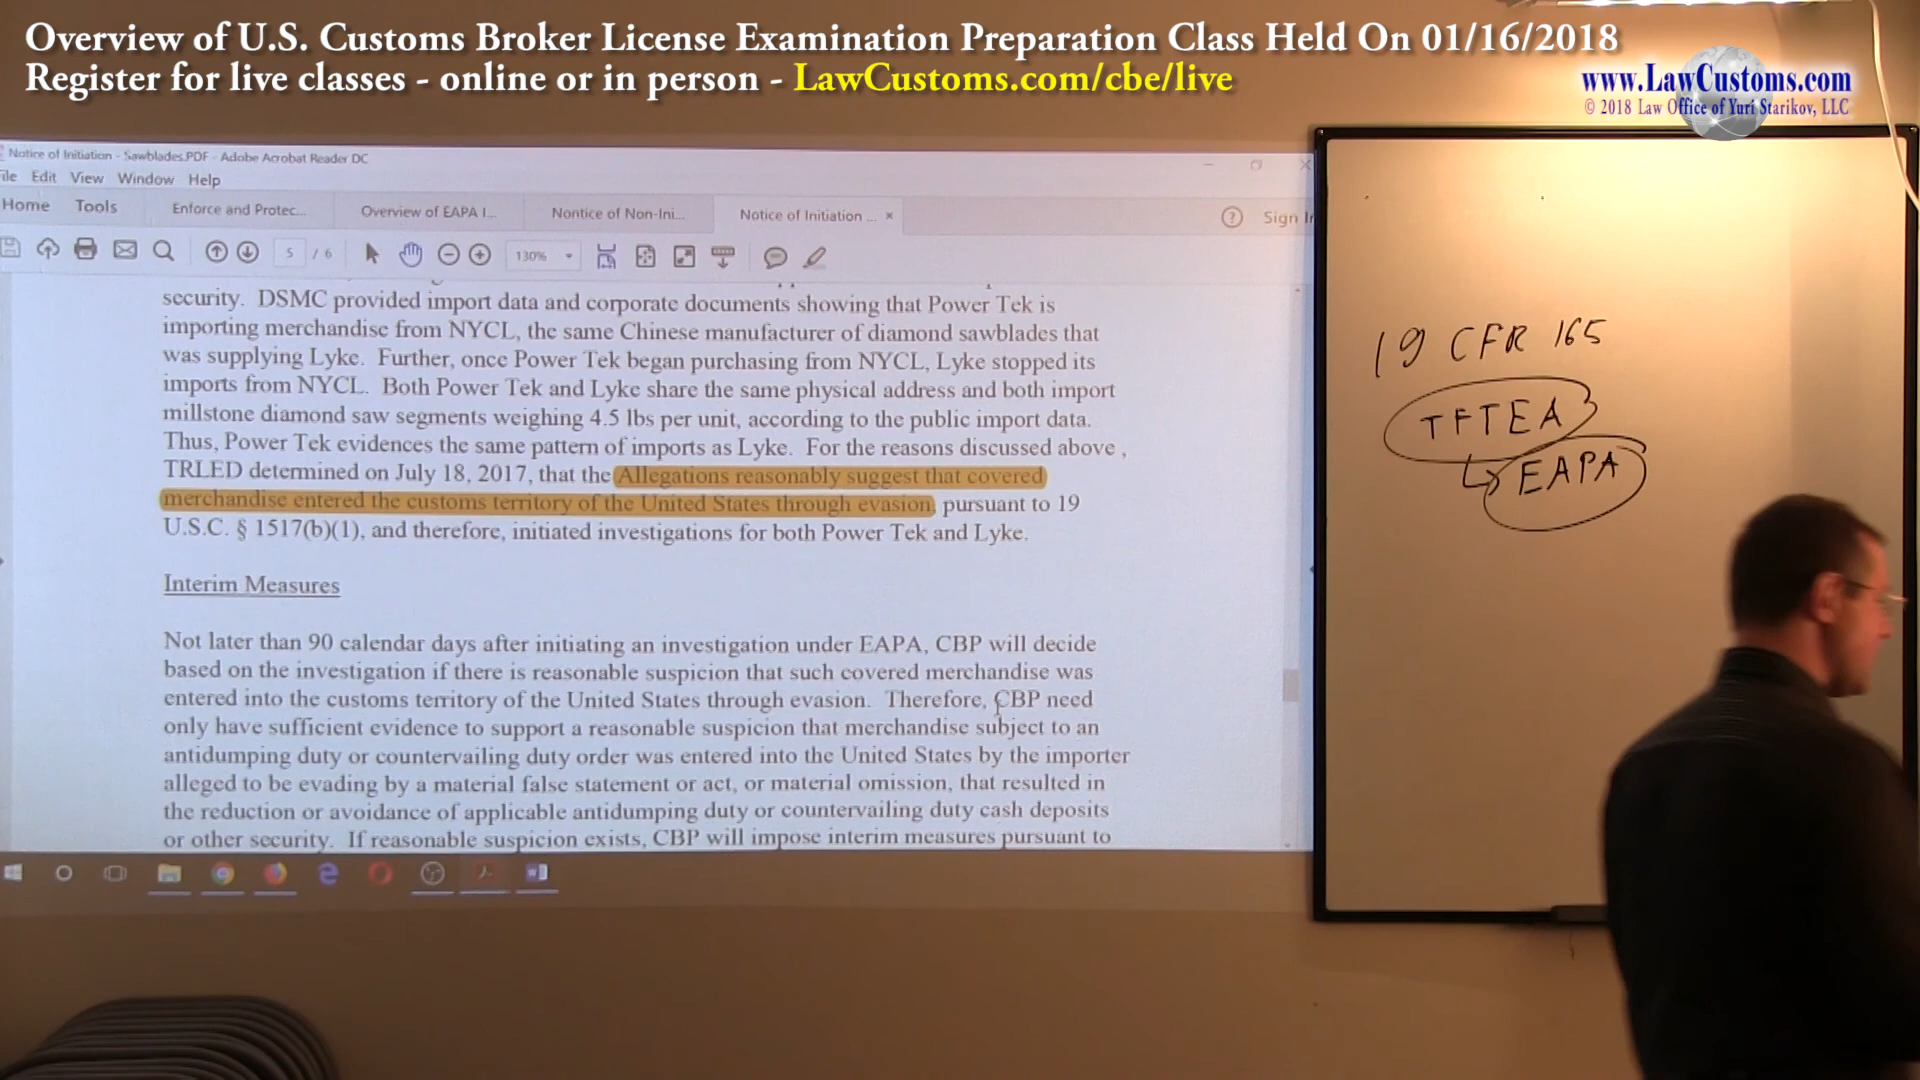 Overview of U.S. Customs Broker License Examination Preparation Class Held On 01/16/2018
Register for live classes - online or in person - LawCustoms.com/cbe/live
www.LawCustoms.com
© 2018 Law Office of Yuri Starikov, LLC
Notice of Initiation - Sawblades.PDF - Adobe Acrobat Reader DC
File Edit View Window Help
Home Tools Enforce and Protec... Overview of EAPA I... Nontice of Non-Ini... Notice of Initiation ... × ? Sign In
5 / 6 130%
security. DSMC provided import data and corporate documents showing that Power Tek is
importing merchandise from NYCL, the same Chinese manufacturer of diamond sawblades that
was supplying Lyke. Further, once Power Tek began purchasing from NYCL, Lyke stopped its
imports from NYCL. Both Power Tek and Lyke share the same physical address and both import
millstone diamond saw segments weighing 4.5 lbs per unit, according to the public import data.
Thus, Power Tek evidences the same pattern of imports as Lyke. For the reasons discussed above ,
TRLED determined on July 18, 2017, that the Allegations reasonably suggest that covered
merchandise entered the customs territory of the United States through evasion, pursuant to 19
U.S.C. § 1517(b)(1), and therefore, initiated investigations for both Power Tek and Lyke.
Interim Measures
Not later than 90 calendar days after initiating an investigation under EAPA, CBP will decide
based on the investigation if there is reasonable suspicion that such covered merchandise was
entered into the customs territory of the United States through evasion. Therefore, CBP need
only have sufficient evidence to support a reasonable suspicion that merchandise subject to an
antidumping duty or countervailing duty order was entered into the United States by the importer
alleged to be evading by a material false statement or act, or material omission, that resulted in
the reduction or avoidance of applicable antidumping duty or countervailing duty cash deposits
or other security. If reasonable suspicion exists, CBP will impose interim measures pursuant to
19 CFR 165
TFTEA
EAPA